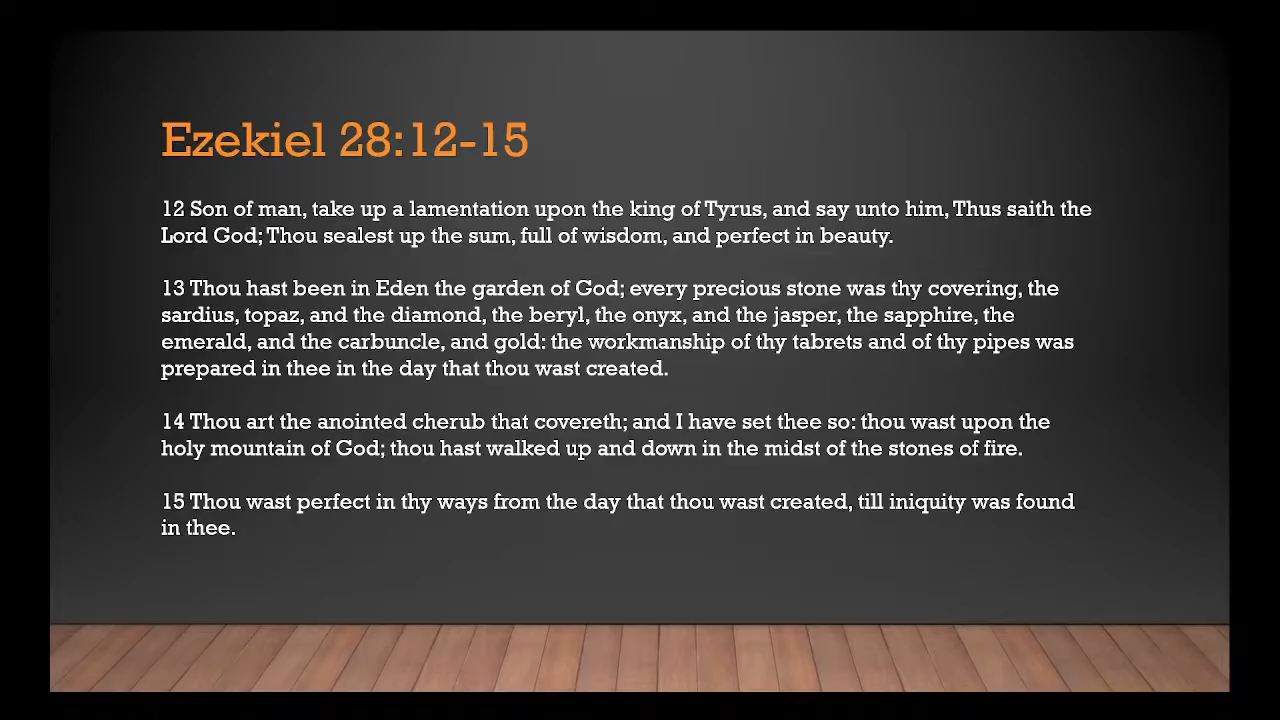 Ezekiel 28:12-15
12 Son of man, take up a lamentation upon the king of Tyrus, and say unto him, Thus saith the
Lord God; Thou sealest up the sum, full of wisdom, and perfect in beauty.
13 Thou hast been in Eden the garden of God; every precious stone was thy covering, the
sardius, topaz, and the diamond, the beryl, the onyx, and the jasper, the sapphire, the
emerald, and the carbuncle, and gold: the workmanship of thy tabrets and of thy pipes was
prepared in thee in the day that thou wast created.
14 Thou art the anointed cherub that covereth; and I have set thee so: thou wast upon the
holy mountain of God; thou hast walked up and down in the midst of the stones of fire.
15 Thou wast perfect in thy ways from the day that thou wast created, till iniquity was found
in thee.